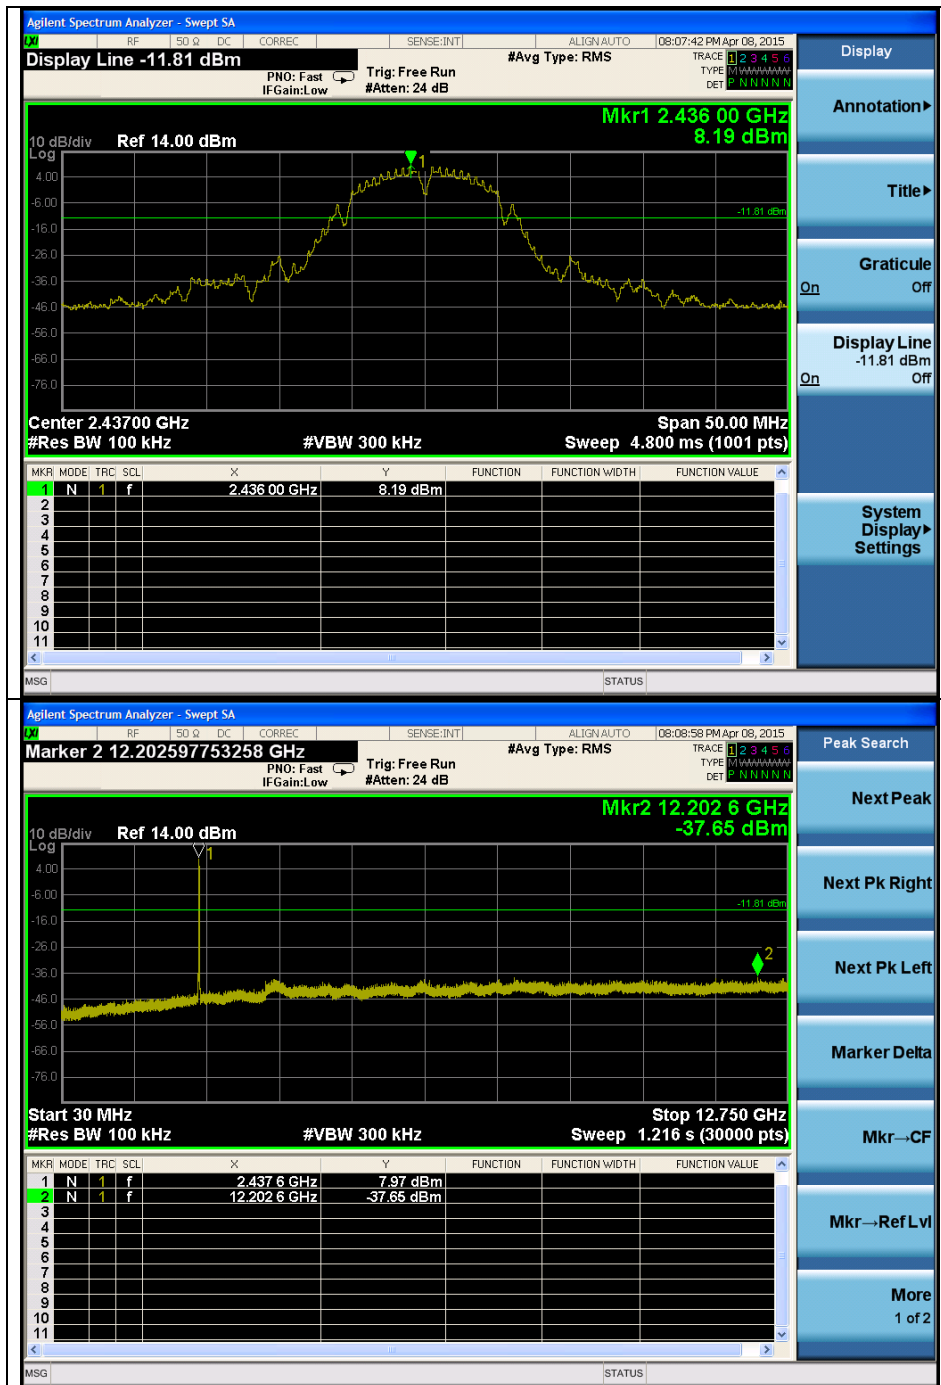 Agilent Spectrum Analyzer - Swept SA
LXI RF 50 Ω DC CORREC SENSE:INT ALIGN AUTO 08:07:42 PM Apr 08, 2015
Display Line -11.81 dBm
PNO: Fast
IFGain:Low
Trig: Free Run
#Atten: 24 dB
#Avg Type: RMS
TRACE 1 2 3 4 5 6
TYPE M WWWWW
DET P N N N N N
Mkr1 2.436 00 GHz
8.19 dBm
10 dB/div Ref 14.00 dBm
Log
1
4.00
-6.00
-11.81 dBm
-16.0
-26.0
-36.0
-46.0
-56.0
-66.0
-76.0
Center 2.43700 GHz Span 50.00 MHz
#Res BW 100 kHz #VBW 300 kHz Sweep 4.800 ms (1001 pts)
MKR MODE TRC SCL X Y FUNCTION FUNCTION WIDTH FUNCTION VALUE
1 N 1 f 2.436 00 GHz 8.19 dBm
2
3
4
5
6
7
8
9
10
11
MSG STATUS
Display
Annotation
Title
Graticule
On Off
Display Line
-11.81 dBm
On Off
System
Display
Settings
Agilent Spectrum Analyzer - Swept SA
LXI RF 50 Ω DC CORREC SENSE:INT ALIGN AUTO 08:08:58 PM Apr 08, 2015
Marker 2 12.202597753258 GHz
PNO: Fast
IFGain:Low
Trig: Free Run
#Atten: 24 dB
#Avg Type: RMS
TRACE 1 2 3 4 5 6
TYPE M WWWWW
DET P N N N N N
Mkr2 12.202 6 GHz
-37.65 dBm
10 dB/div Ref 14.00 dBm
Log
1
4.00
-6.00
-11.81 dBm
-16.0
-26.0
2
-36.0
-46.0
-56.0
-66.0
-76.0
Start 30 MHz Stop 12.750 GHz
#Res BW 100 kHz #VBW 300 kHz Sweep 1.216 s (30000 pts)
MKR MODE TRC SCL X Y FUNCTION FUNCTION WIDTH FUNCTION VALUE
1 N 1 f 2.437 6 GHz 7.97 dBm
2 N 1 f 12.202 6 GHz -37.65 dBm
3
4
5
6
7
8
9
10
11
MSG STATUS
Peak Search
Next Peak
Next Pk Right
Next Pk Left
Marker Delta
Mkr→CF
Mkr→Ref Lvl
More
1 of 2